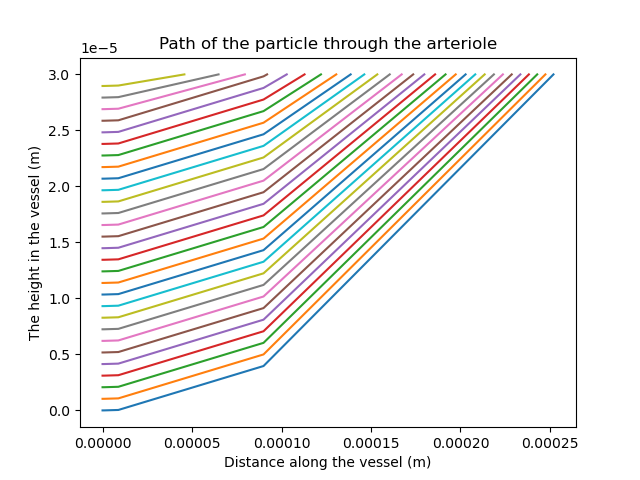 Path of the particle through the arteriole
1e−5
3.0
2.5
2.0
1.5
1.0
0.5
0.0
The height in the vessel (m)
0.00000 0.00005 0.00010 0.00015 0.00020 0.00025
Distance along the vessel (m)